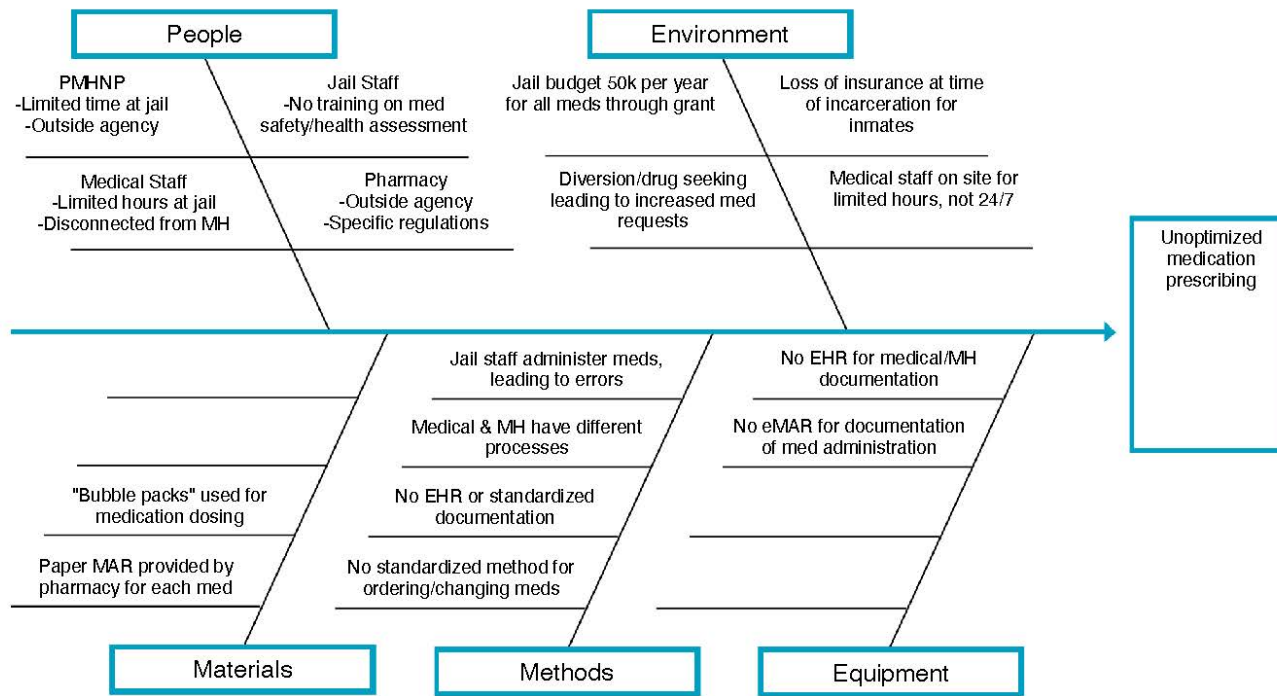 People
PMHNP
-Limited time at jail
-Outside agency
Jail Staff
-No training on med
safety/health assessment
Medical Staff
-Limited hours at jail
-Disconnected from MH
Pharmacy
-Outside agency
-Specific regulations
Environment
Jail budget 50k per year
for all meds through grant
Loss of insurance at time
of incarceration for
inmates
Diversion/drug seeking
leading to increased med
requests
Medical staff on site for
limited hours, not 24/7
Unoptimized
medication
prescribing
"Bubble packs" used for
medication dosing
Paper MAR provided by
pharmacy for each med
Materials
Jail staff administer meds,
leading to errors
Medical & MH have different
processes
No EHR or standardized
documentation
No standardized method for
ordering/changing meds
Methods
No EHR for medical/MH
documentation
No eMAR for documentation
of med administration
Equipment